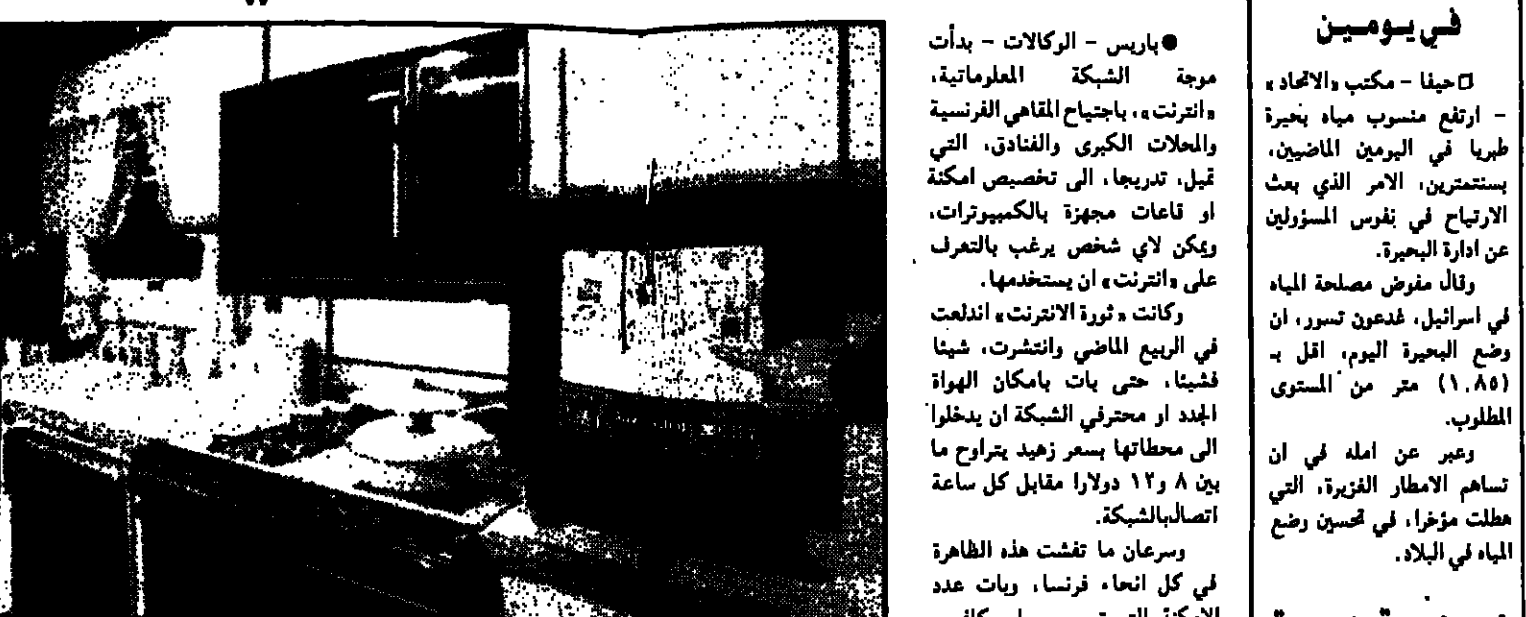 في يومين
□ حيفا - مكتب «الاتحاد»
- ارتفع منسوب مياه بحيرة
طبريا في اليومين الماضيين،
بسنتمترين، الامر الذي بعث
الارتياح في نفوس المسؤولين
عن ادارة البحيرة.
وقال مفوض مصلحة المياه
في اسرائيل، غدعون تسور، ان
وضع البحيرة اليوم، اقل بـ
(١.٨٥) متر من المستوى
المطلوب.
وعبر عن امله في ان
تساهم الامطار الغزيرة، التي
هطلت مؤخرا، في تحسين وضع
المياه في البلاد.
● باريس - الوكالات - بدأت
موجة الشبكة المعلوماتية،
«انترنت»، باجتياح المقاهي الفرنسية
والمحلات الكبرى والفنادق، التي
تميل، تدريجا، الى تخصيص امكنة
او قاعات مجهزة بالكمبيوترات،
ويمكن لاي شخص يرغب بالتعرف
على «انترنت» ان يستخدمها.
وكانت «ثورة الانترنت» اندلعت
في الربيع الماضي وانتشرت، شيئا
فشيئا، حتى بات بامكان الهواة
الجدد او محترفي الشبكة ان يدخلوا
الى محطاتها بسعر زهيد يتراوح ما
بين ٨ و١٢ دولارا مقابل كل ساعة
اتصال بالشبكة.
وسرعان ما تفشت هذه الظاهرة
في كل انحاء فرنسا، وبات عدد